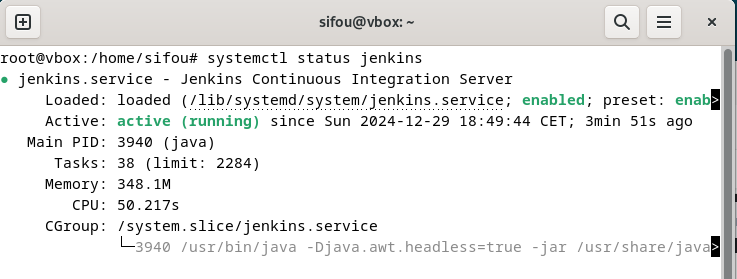 sifou@vbox: ~
root@vbox:/home/sifou# systemctl status jenkins
● jenkins.service - Jenkins Continuous Integration Server
Loaded: loaded (/lib/systemd/system/jenkins.service; enabled; preset: enab>
Active: active (running) since Sun 2024-12-29 18:49:44 CET; 3min 51s ago
Main PID: 3940 (java)
Tasks: 38 (limit: 2284)
Memory: 348.1M
CPU: 50.217s
CGroup: /system.slice/jenkins.service
└─3940 /usr/bin/java -Djava.awt.headless=true -jar /usr/share/java>